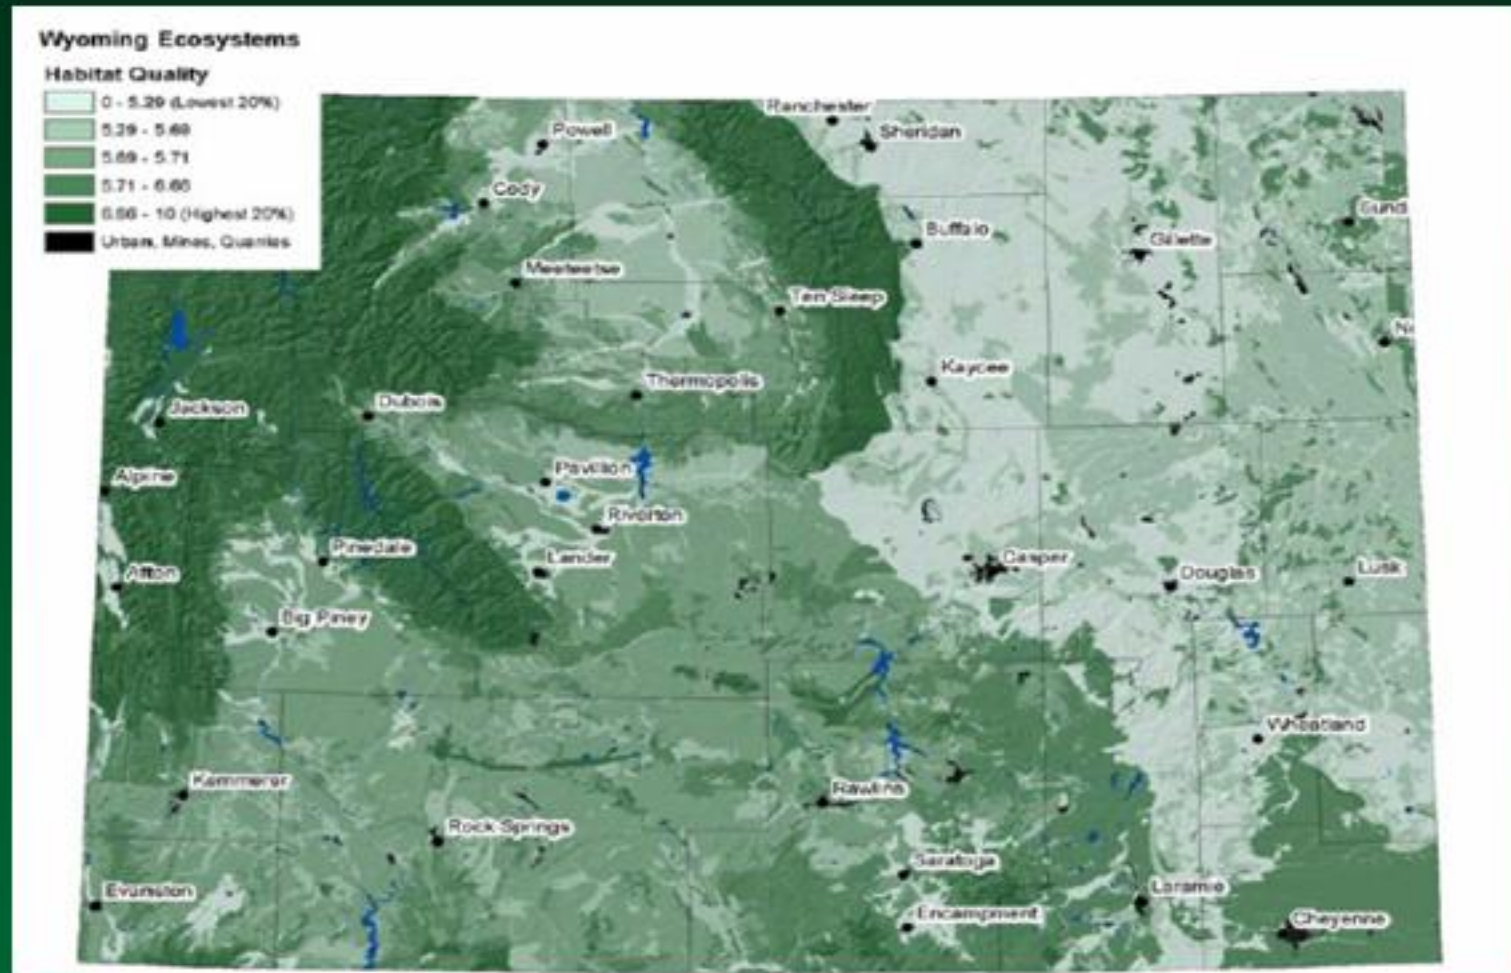 Wyoming Ecosystems
Habitat Quality
0 - 5.29 (Lowest 20%)
5.29 - 5.69
5.69 - 5.71
5.71 - 6.66
6.66 - 10 (Highest 20%)
Urban, Mines, Quarries
Ranchester
Powell
Sheridan
Cody
Sund
Buffalo
Gillette
Meeteetse
Ten Sleep
Kaycee
Thermopolis
Dubois
Jackson
Pavillion
Alpine
Riverton
Pinedale
Lander
Casper
Afton
Douglas
Lusk
Big Piney
Wheatland
Kemmerer
Rawlins
Rock Springs
Saratoga
Evanston
Laramie
Encampment
Cheyenne